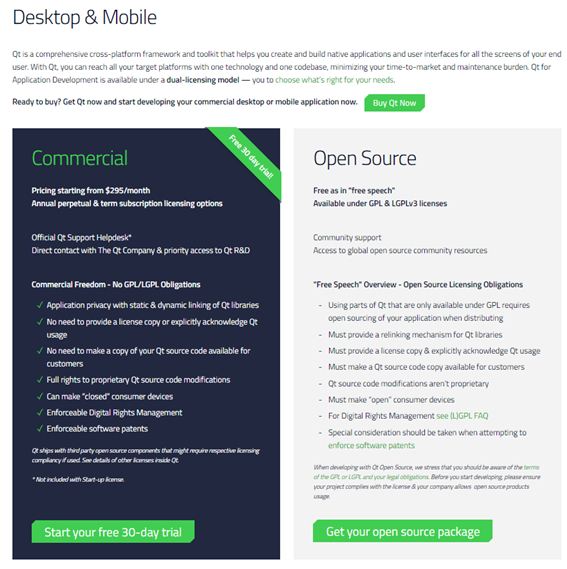 Desktop & Mobile
Qt is a comprehensive cross-platform framework and toolkit that helps you create and build native applications and user interfaces for all the screens of your end
user. With Qt, you can reach all your target platforms with one technology and one codebase, minimizing your time-to-market and maintenance burden. Qt for
Application Development is available under a dual-licensing model — you to choose what's right for your needs.
Ready to buy? Get Qt now and start developing your commercial desktop or mobile application now.
Buy Qt Now
Free 30 day trial!
Commercial
Pricing starting from $295/month
Annual perpetual & term subscription licensing options
Official Qt Support Helpdesk*
Direct contact with The Qt Company & priority access to Qt R&D
Commercial Freedom - No GPL/LGPL Obligations
✓ Application privacy with static & dynamic linking of Qt libraries
✓ No need to provide a license copy or explicitly acknowledge Qt
usage
✓ No need to make a copy of your Qt source code available for
customers
✓ Full rights to proprietary Qt source code modifications
✓ Can make "closed" consumer devices
✓ Enforceable Digital Rights Management
✓ Enforceable software patents
Qt ships with third party open source components that might require respective licensing
compliancy if used. See details of other licenses inside Qt.
* Not included with Start-up license.
Start your free 30-day trial
Open Source
Free as in "free speech"
Available under GPL & LGPLv3 licenses
Community support
Access to global open source community resources
"Free Speech" Overview - Open Source Licensing Obligations
- Using parts of Qt that are only available under GPL requires
open sourcing of your application when distributing
- Must provide a relinking mechanism for Qt libraries
- Must provide a license copy & explicitly acknowledge Qt usage
- Must make a Qt source code copy available for customers
- Qt source code modifications aren't proprietary
- Must make "open" consumer devices
- For Digital Rights Management see (L)GPL FAQ
- Special consideration should be taken when attempting to
enforce software patents
When developing with Qt Open Source, we stress that you should be aware of the terms
of the GPL or LGPL and your legal obligations. Before you start developing, please ensure
your project complies with the license & your company allows open source products
usage.
Get your open source package